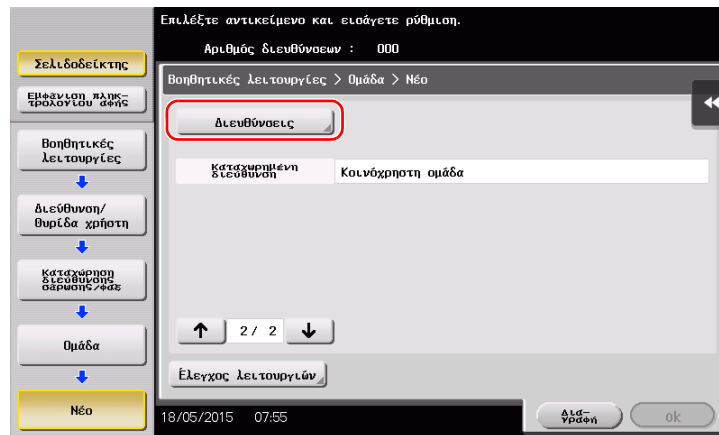 Επιλέξτε αντικείμενο και εισάγετε ρύθμιση.
Αριθμός διευθύνσεων : 000
Σελιδοδείκτης
Εμφάνιση πληκ-
τρολογίου αφής
Βοηθητικές
λειτουργίες
Διεύθυνση/
Θυρίδα χρήστη
Καταχώρηση
διεύθυνσης
σάρωσης/φαξ
Ομάδα
Νέο
Βοηθητικές λειτουργίες > Ομάδα > Νέο
Διευθύνσεις
Καταχωρημένη
διεύθυνση
Κοινόχρηστη ομάδα
2/ 2
Έλεγχος λειτουργιών
18/05/2015 07:55
Δια-
γραφή
ok